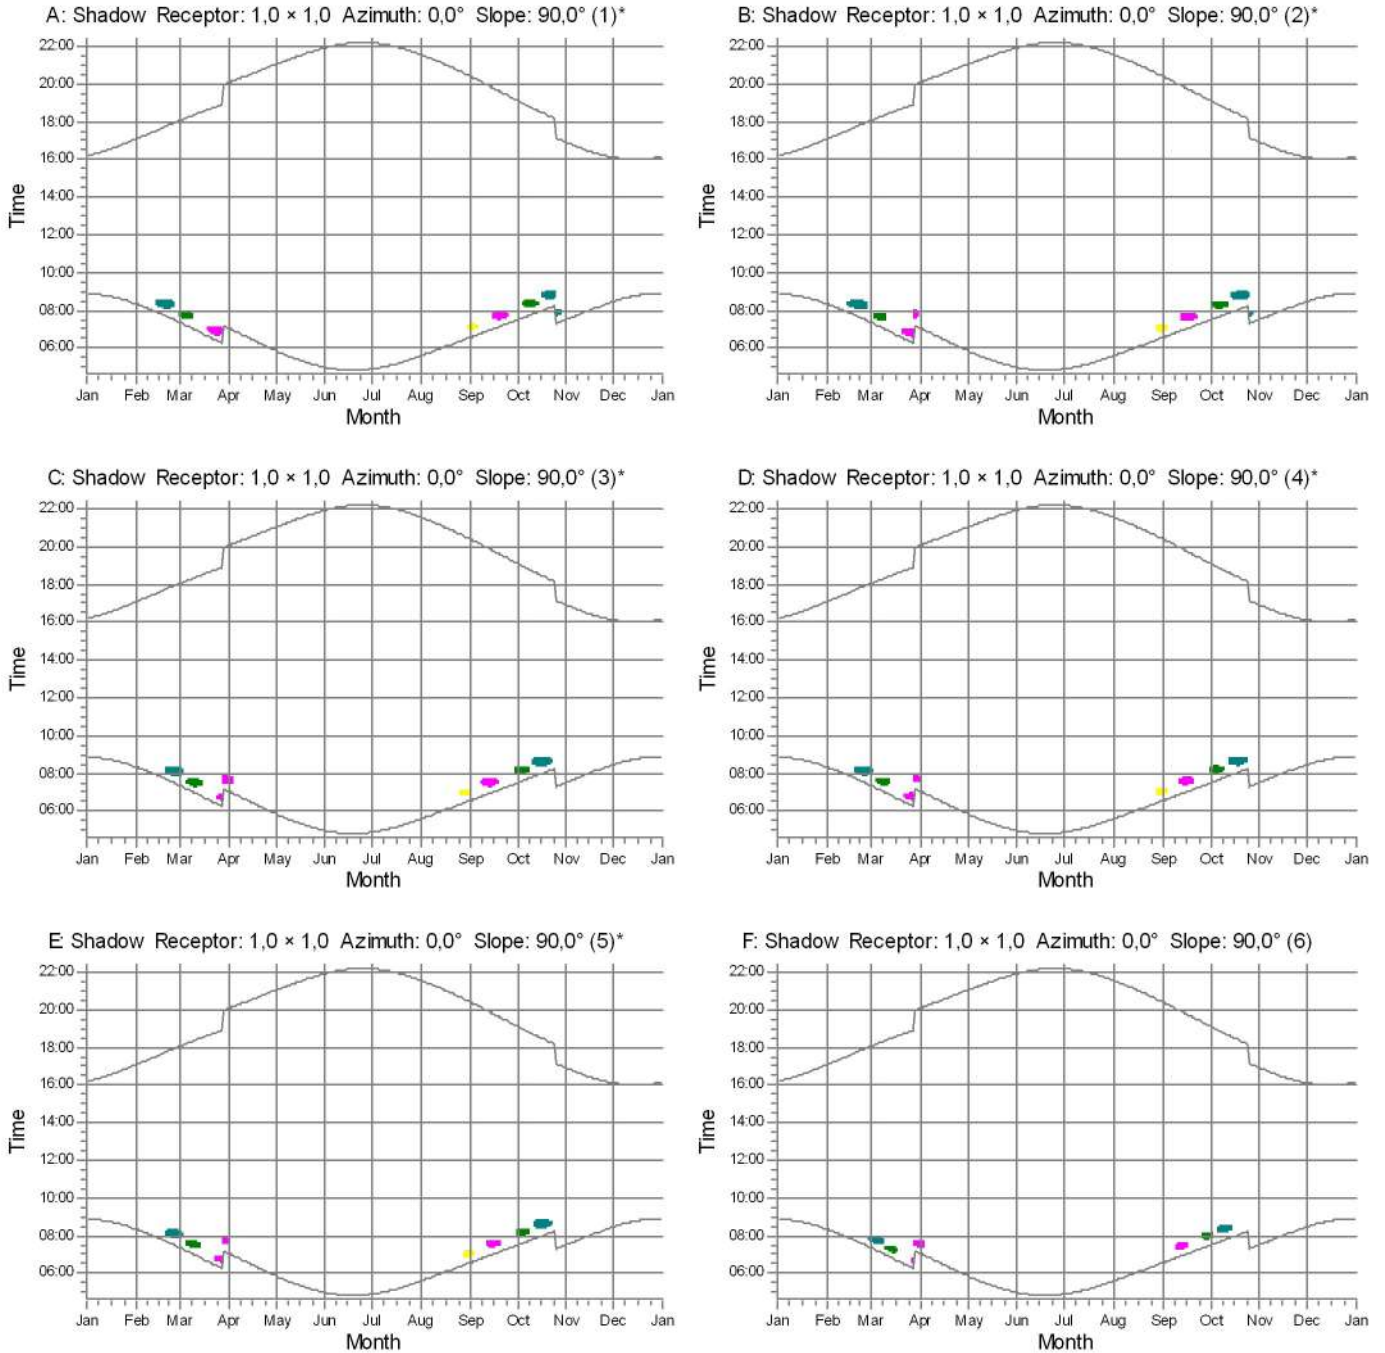 A: Shadow Receptor: 1,0 × 1,0 Azimuth: 0,0° Slope: 90,0° (1)*
22:00
20:00
18:00
16:00
14:00
12:00
10:00
08:00
06:00
Time
Jan Feb Mar Apr May Jun Jul Aug Sep Oct Nov Dec Jan
Month
B: Shadow Receptor: 1,0 × 1,0 Azimuth: 0,0° Slope: 90,0° (2)*
22:00
20:00
18:00
16:00
14:00
12:00
10:00
08:00
06:00
Time
Jan Feb Mar Apr May Jun Jul Aug Sep Oct Nov Dec Jan
Month
C: Shadow Receptor: 1,0 × 1,0 Azimuth: 0,0° Slope: 90,0° (3)*
22:00
20:00
18:00
16:00
14:00
12:00
10:00
08:00
06:00
Time
Jan Feb Mar Apr May Jun Jul Aug Sep Oct Nov Dec Jan
Month
D: Shadow Receptor: 1,0 × 1,0 Azimuth: 0,0° Slope: 90,0° (4)*
22:00
20:00
18:00
16:00
14:00
12:00
10:00
08:00
06:00
Time
Jan Feb Mar Apr May Jun Jul Aug Sep Oct Nov Dec Jan
Month
E: Shadow Receptor: 1,0 × 1,0 Azimuth: 0,0° Slope: 90,0° (5)*
22:00
20:00
18:00
16:00
14:00
12:00
10:00
08:00
06:00
Time
Jan Feb Mar Apr May Jun Jul Aug Sep Oct Nov Dec Jan
Month
F: Shadow Receptor: 1,0 × 1,0 Azimuth: 0,0° Slope: 90,0° (6)
22:00
20:00
18:00
16:00
14:00
12:00
10:00
08:00
06:00
Time
Jan Feb Mar Apr May Jun Jul Aug Sep Oct Nov Dec Jan
Month